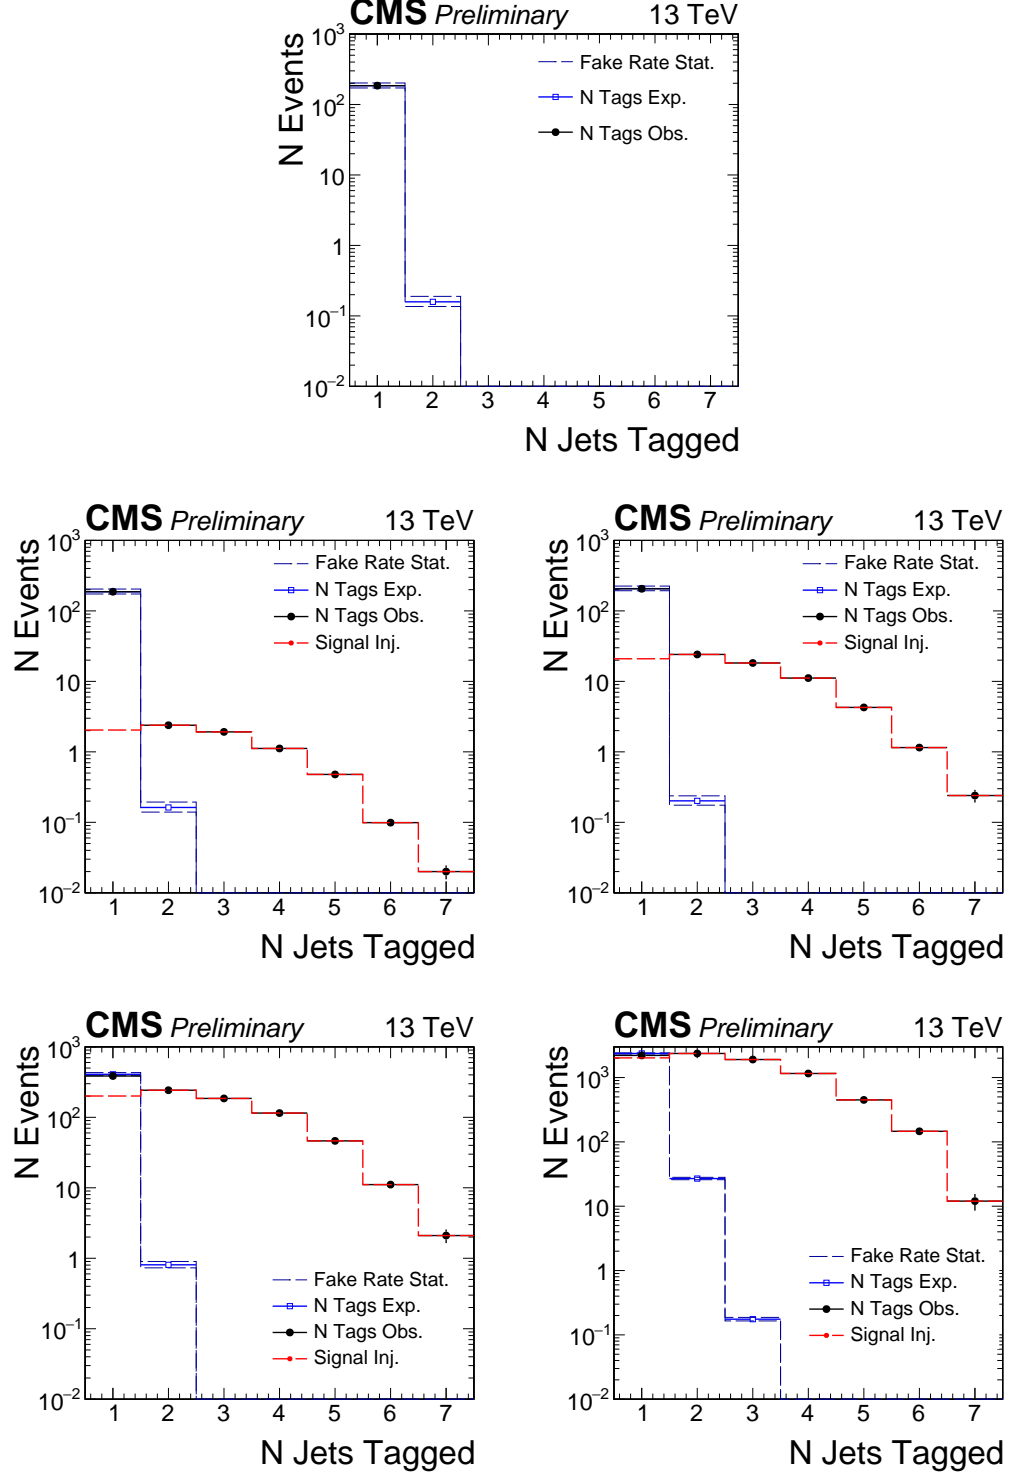 CMS Preliminary 13 TeV
N Events
10³
10²
10
1
10⁻¹
10⁻²
Fake Rate Stat.
N Tags Exp.
N Tags Obs.
1 2 3 4 5 6 7
N Jets Tagged
CMS Preliminary 13 TeV
N Events
10³
10²
10
1
10⁻¹
10⁻²
Fake Rate Stat.
N Tags Exp.
N Tags Obs.
Signal Inj.
1 2 3 4 5 6 7
N Jets Tagged
CMS Preliminary 13 TeV
N Events
10³
10²
10
1
10⁻¹
10⁻²
Fake Rate Stat.
N Tags Exp.
N Tags Obs.
Signal Inj.
1 2 3 4 5 6 7
N Jets Tagged
CMS Preliminary 13 TeV
N Events
10³
10²
10
1
10⁻¹
10⁻²
Fake Rate Stat.
N Tags Exp.
N Tags Obs.
Signal Inj.
1 2 3 4 5 6 7
N Jets Tagged
CMS Preliminary 13 TeV
N Events
10³
10²
10
1
10⁻¹
10⁻²
Fake Rate Stat.
N Tags Exp.
N Tags Obs.
Signal Inj.
1 2 3 4 5 6 7
N Jets Tagged